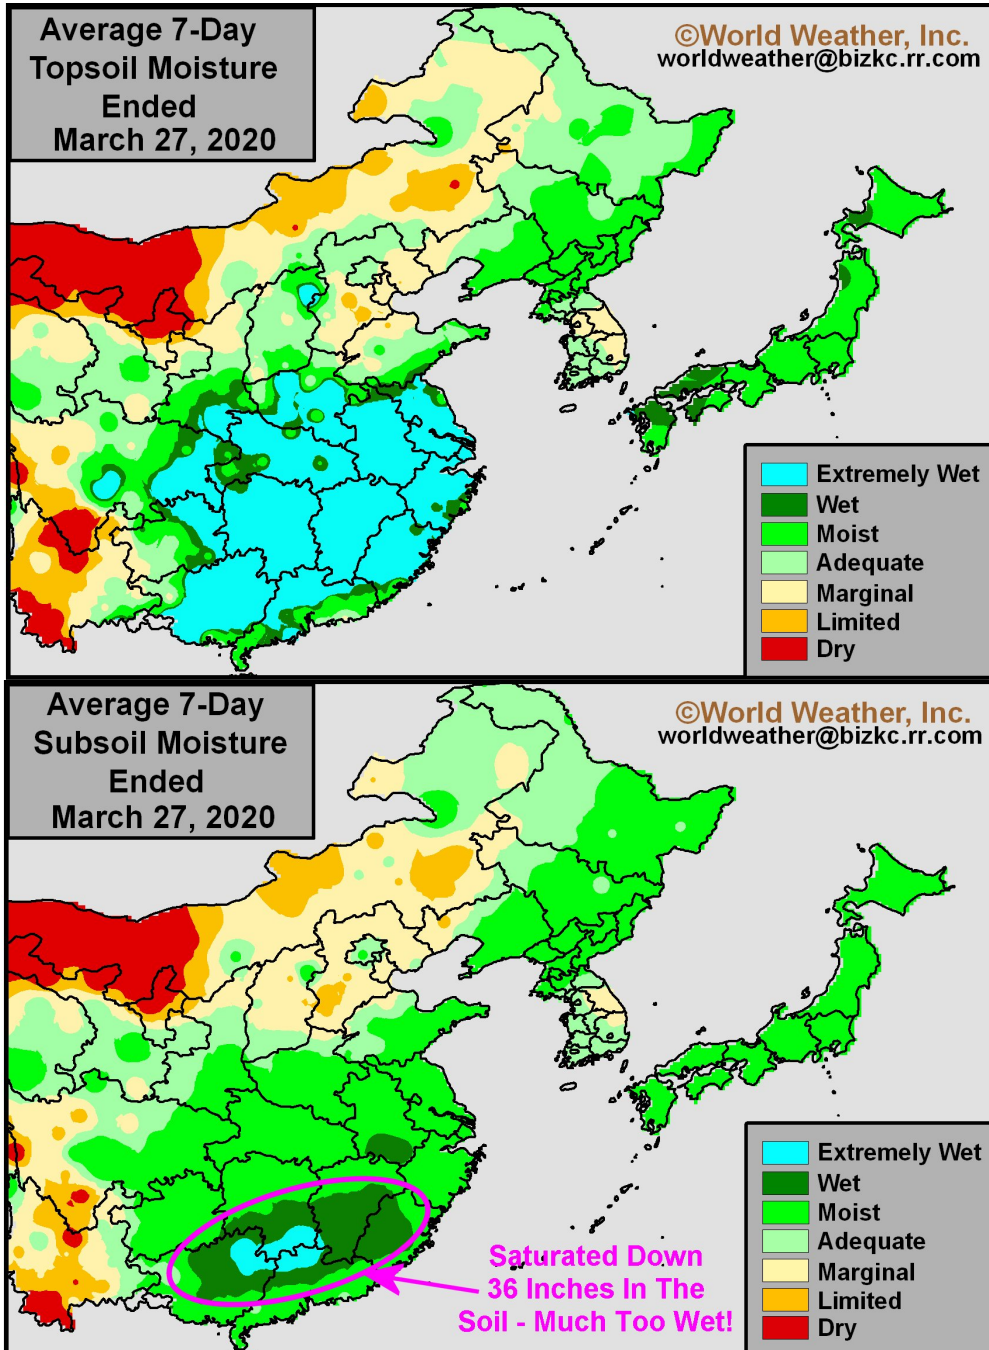 Average 7-Day
Topsoil Moisture
Ended
March 27, 2020
©World Weather, Inc.
worldweather@bizkc.rr.com
Extremely Wet
Wet
Moist
Adequate
Marginal
Limited
Dry
Average 7-Day
Subsoil Moisture
Ended
March 27, 2020
©World Weather, Inc.
worldweather@bizkc.rr.com
Saturated Down
36 Inches In The
Soil - Much Too Wet!
Extremely Wet
Wet
Moist
Adequate
Marginal
Limited
Dry